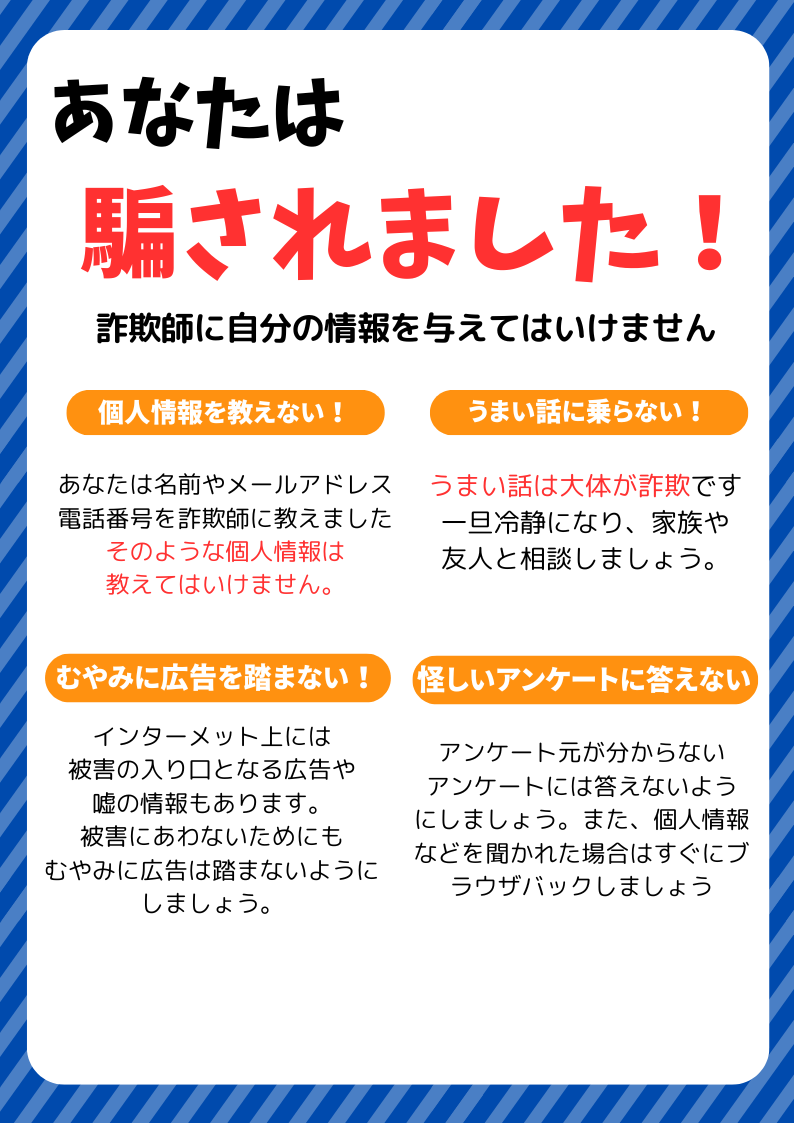 あなたは
騙されました！
詐欺師に自分の情報を与えてはいけません
個人情報を教えない！
あなたは名前やメールアドレス
電話番号を詐欺師に教えました
そのような個人情報は
教えてはいけません。
うまい話に乗らない！
うまい話は大体が詐欺です
一旦冷静になり、家族や
友人と相談しましょう。
むやみに広告を踏まない！
インターメット上には
被害の入り口となる広告や
嘘の情報もあります。
被害にあわないためにも
むやみに広告は踏まないように
しましょう。
怪しいアンケートに答えない
アンケート元が分からない
アンケートには答えないよう
にしましょう。また、個人情報
などを聞かれた場合はすぐにブ
ラウザバックしましょう